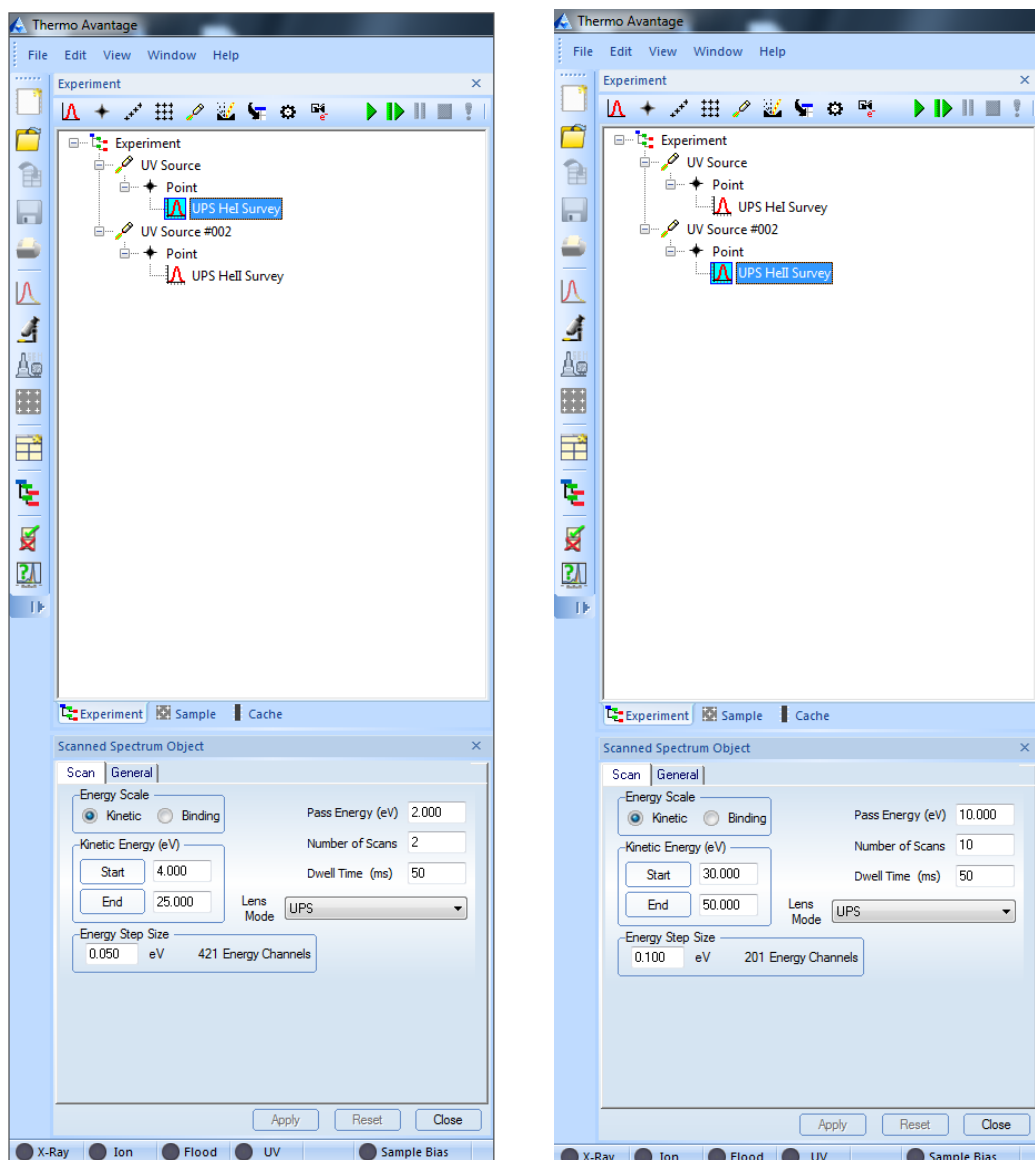 Thermo Avantage
File Edit View Window Help
Experiment
Experiment
UV Source
Point
UPS HeI Survey
UV Source #002
Point
UPS HeII Survey
Experiment Sample Cache
Scanned Spectrum Object
Scan General
Energy Scale
Kinetic Binding
Pass Energy (eV) 2.000
Kinetic Energy (eV)
Number of Scans 2
Start 4.000
Dwell Time (ms) 50
End 25.000
Lens Mode UPS
Energy Step Size
0.050 eV 421 Energy Channels
Apply Reset Close
X-Ray Ion Flood UV Sample Bias
Thermo Avantage
File Edit View Window Help
Experiment
Experiment
UV Source
Point
UPS HeI Survey
UV Source #002
Point
UPS HeII Survey
Experiment Sample Cache
Scanned Spectrum Object
Scan General
Energy Scale
Kinetic Binding
Pass Energy (eV) 10.000
Kinetic Energy (eV)
Number of Scans 10
Start 30.000
Dwell Time (ms) 50
End 50.000
Lens Mode UPS
Energy Step Size
0.100 eV 201 Energy Channels
Apply Reset Close
X-Ray Ion Flood UV Sample Bias